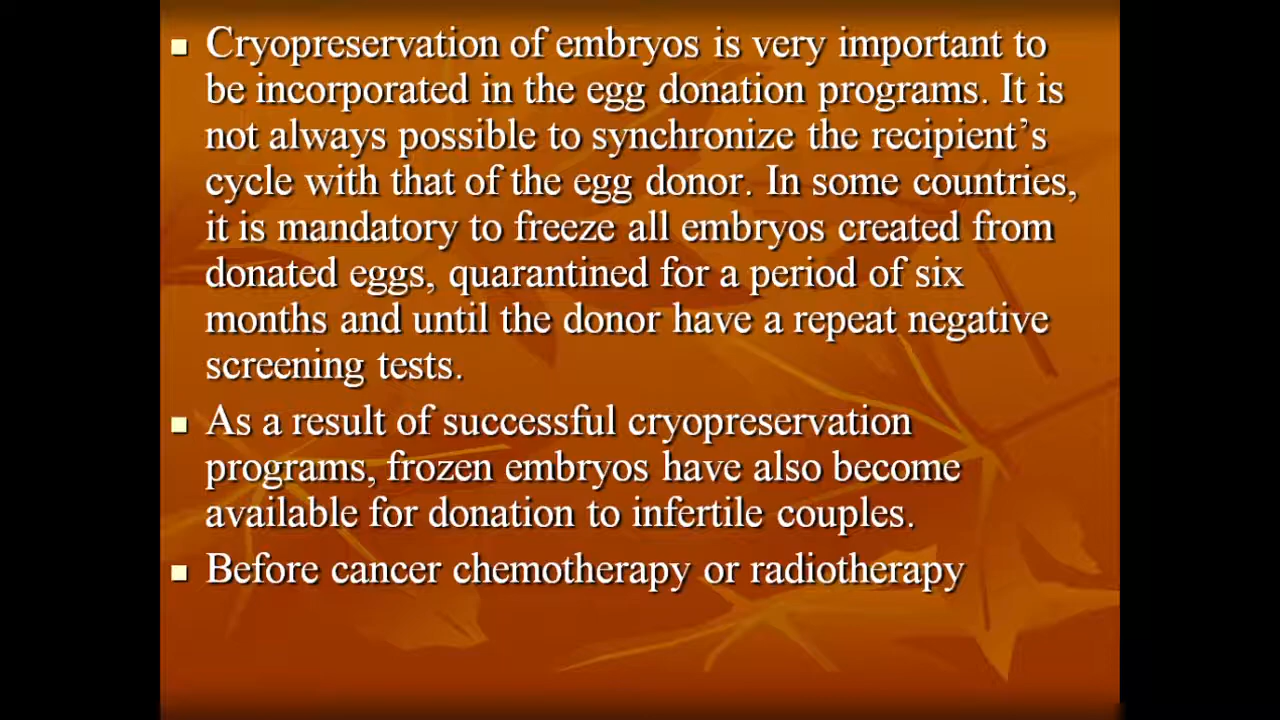 Cryopreservation of embryos is very important to
be incorporated in the egg donation programs. It is
not always possible to synchronize the recipient’s
cycle with that of the egg donor. In some countries,
it is mandatory to freeze all embryos created from
donated eggs, quarantined for a period of six
months and until the donor have a repeat negative
screening tests.
As a result of successful cryopreservation
programs, frozen embryos have also become
available for donation to infertile couples.
Before cancer chemotherapy or radiotherapy